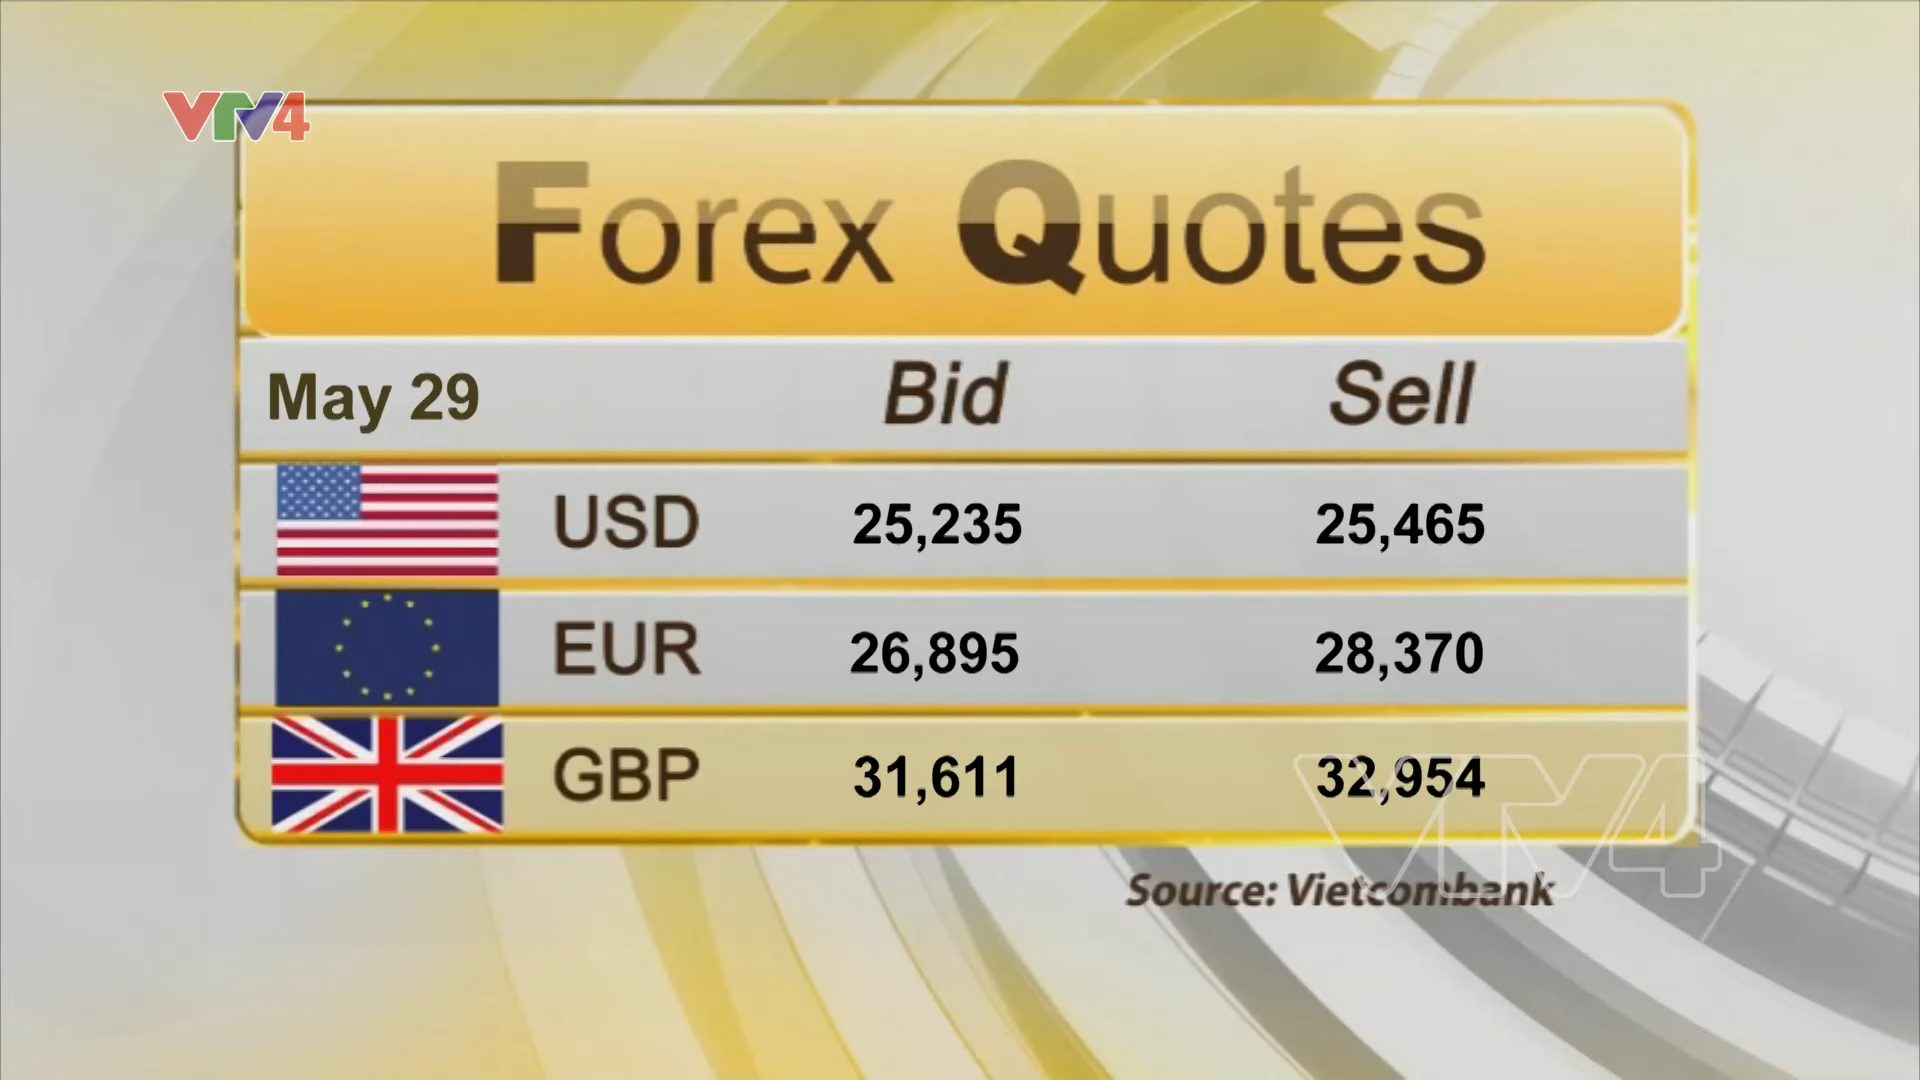 VTV4
Forex Quotes
May 29 Bid Sell
USD 25,235 25,465
EUR 26,895 28,370
GBP 31,611 32,954
VTV4
Source: Vietcombank